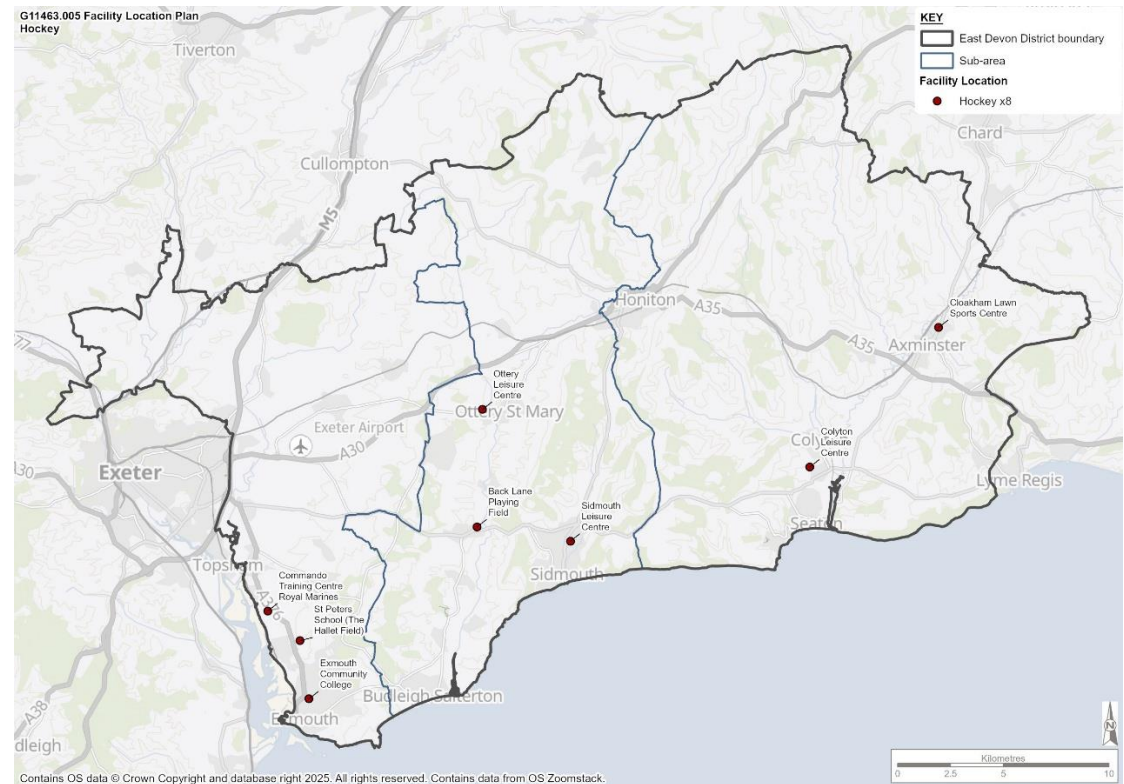 G11463.005 Facility Location Plan
Hockey
KEY
East Devon District boundary
Sub-area
Facility Location
Hockey x8
Tiverton
Cullompton
Chard
M5
Honiton
A35
Cloakham Lawn
Sports Centre
Axminster
A35
Ottery
Leisure
Centre
Ottery St Mary
Exeter Airport
A30
Exeter
A30
Colyton
Leisure
Centre
Lyme Regis
Back Lane
Playing
Field
Sidmouth
Leisure
Centre
Seaton
Sidmouth
Topsham
Commando
Training Centre
Royal Marines
A376
St Peters
School (The
Hallet Field)
Exmouth
Community
College
Budleigh Salterton
Exmouth
A38
dleigh
Kilometres
0 2.5 5 10
Contains OS data © Crown Copyright and database right 2025. All rights reserved. Contains data from OS Zoomstack.